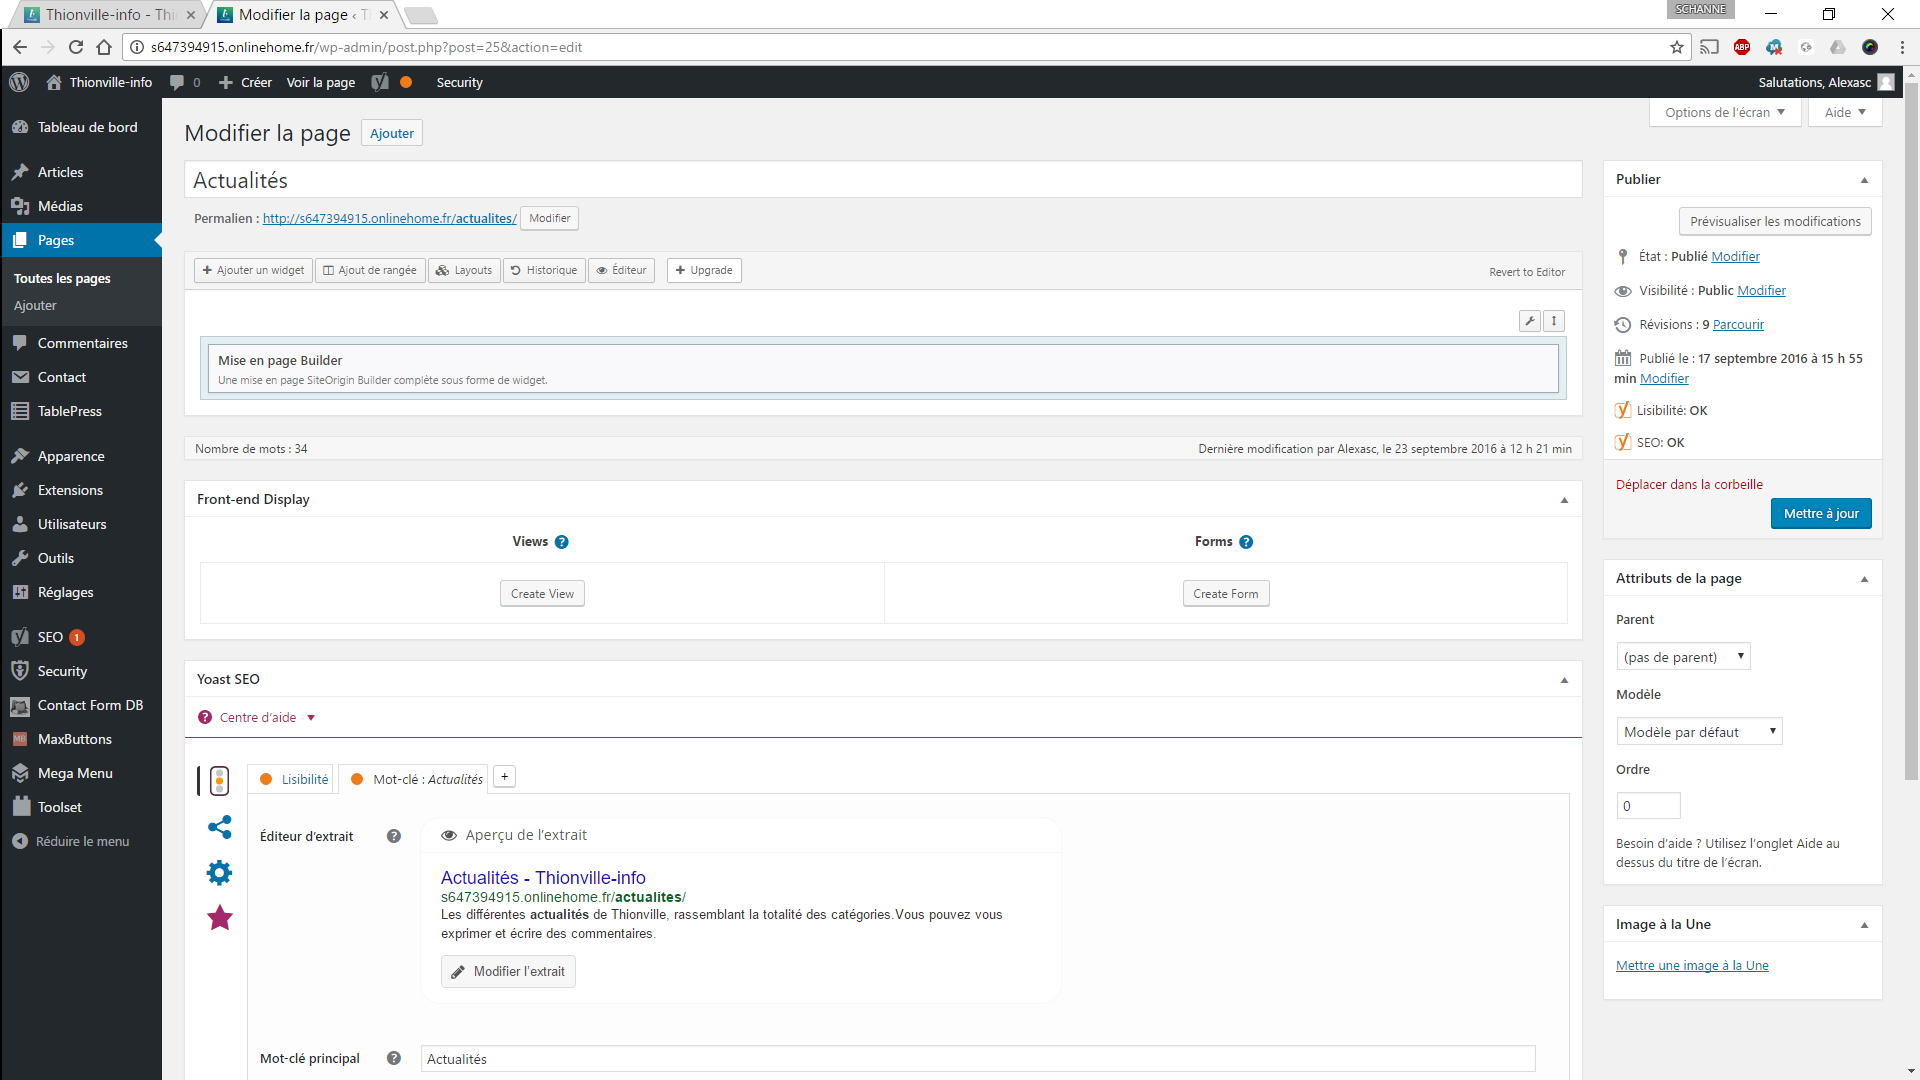 Thionville-info - Thi
Modifier la page ‹ T
SCHANNE
s647394915.onlinehome.fr/wp-admin/post.php?post=25&action=edit
ABP
Thionville-info
0
Créer
Voir la page
Security
Salutations, Alexasc
Tableau de bord
Articles
Médias
Pages
Toutes les pages
Ajouter
Commentaires
Contact
TablePress
Apparence
Extensions
Utilisateurs
Outils
Réglages
SEO 1
Security
Contact Form DB
MB MaxButtons
Mega Menu
Toolset
Réduire le menu
Options de l'écran
Aide
Modifier la page
Ajouter
Actualités
Permalien : http://s647394915.onlinehome.fr/actualites/ Modifier
Ajouter un widget
Ajout de rangée
Layouts
Historique
Éditeur
Upgrade
Revert to Editor
Mise en page Builder
Une mise en page SiteOrigin Builder complète sous forme de widget.
Nombre de mots : 34
Dernière modification par Alexasc, le 23 septembre 2016 à 12 h 21 min
Front-end Display
Views ?
Forms ?
Create View
Create Form
Yoast SEO
? Centre d'aide
Lisibilité
Mot-clé : Actualités
+
Éditeur d'extrait ?
Aperçu de l'extrait
Actualités - Thionville-info
s647394915.onlinehome.fr/actualites/
Les différentes actualités de Thionville, rassemblant la totalité des catégories.Vous pouvez vous
exprimer et écrire des commentaires.
Modifier l'extrait
Mot-clé principal ?
Actualités
Publier
Prévisualiser les modifications
État : Publié Modifier
Visibilité : Public Modifier
Révisions : 9 Parcourir
Publié le : 17 septembre 2016 à 15 h 55
min Modifier
Lisibilité: OK
SEO: OK
Déplacer dans la corbeille
Mettre à jour
Attributs de la page
Parent
(pas de parent)
Modèle
Modèle par défaut
Ordre
0
Besoin d'aide ? Utilisez l'onglet Aide au
dessus du titre de l'écran.
Image à la Une
Mettre une image à la Une